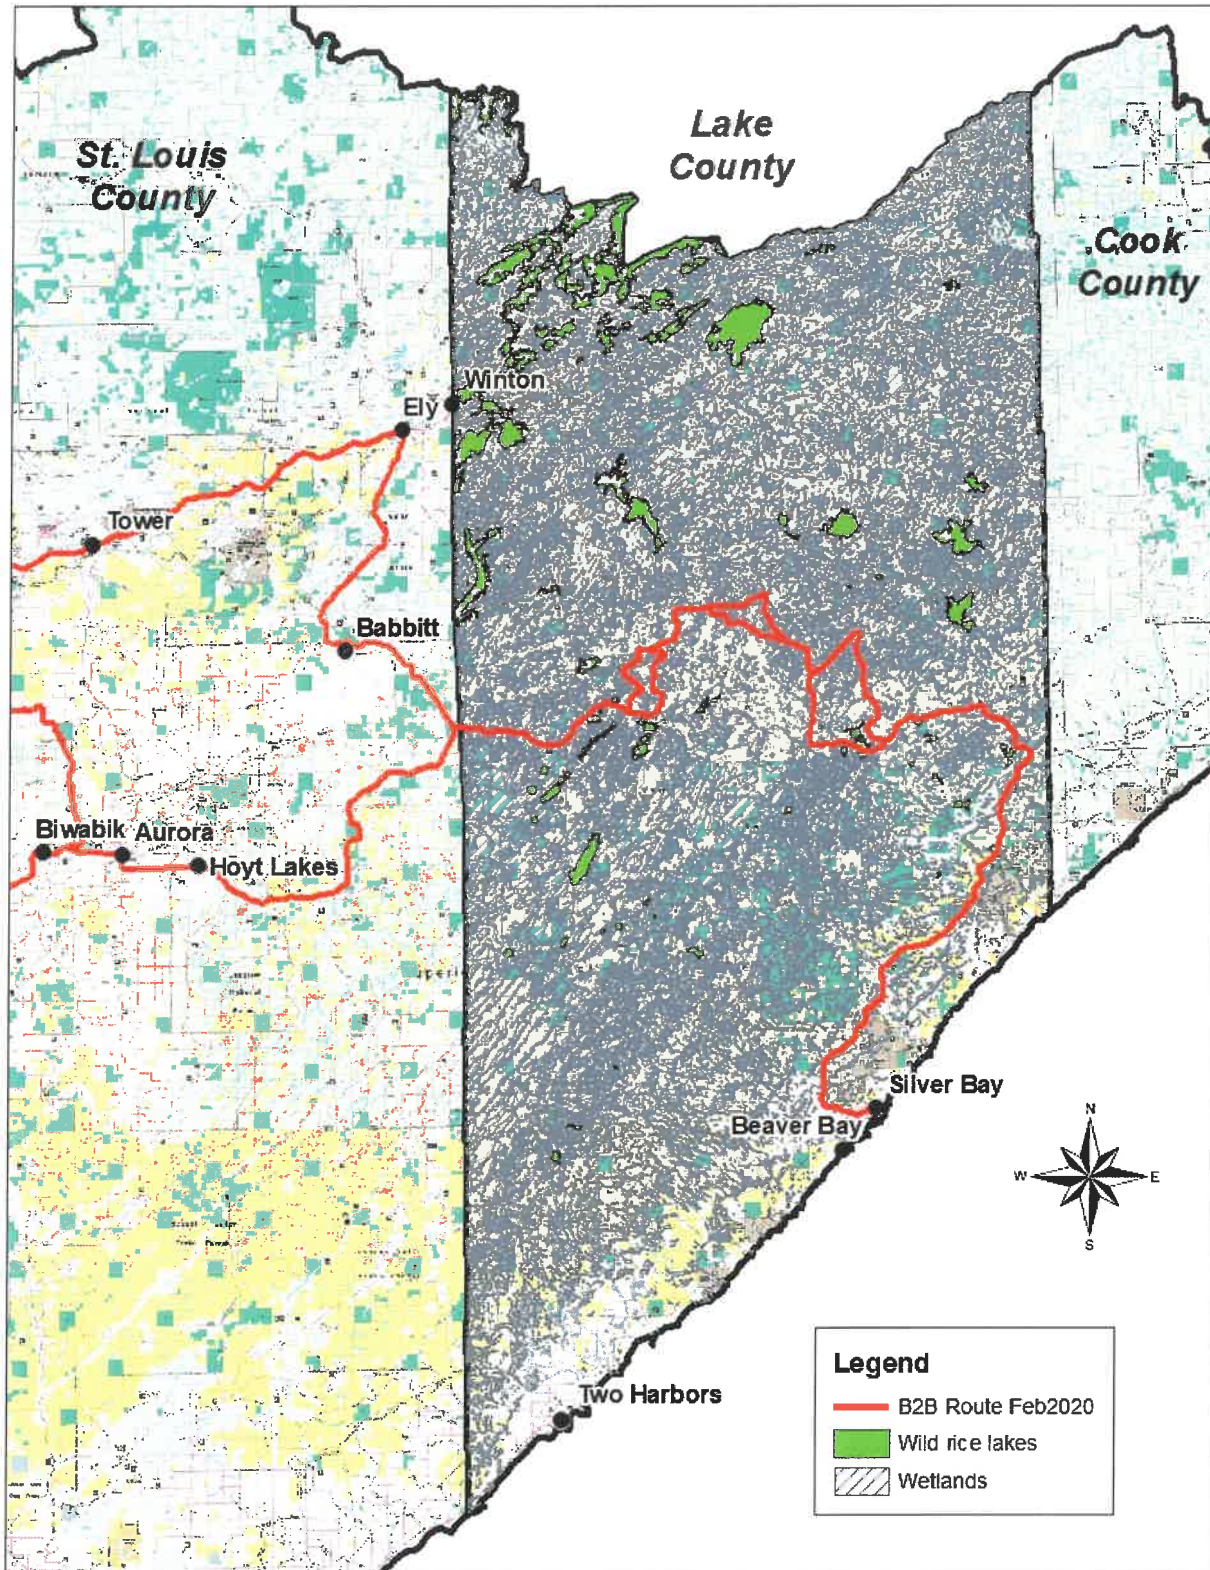 Lake
County
St. Louis
County
Cook
County
Winton
Ely
Tower
Babbitt
Biwabik
Aurora
Hoyt Lakes
Silver Bay
Beaver Bay
N
W
E
S
Two Harbors
Legend
B2B Route Feb2020
Wild rice lakes
Wetlands